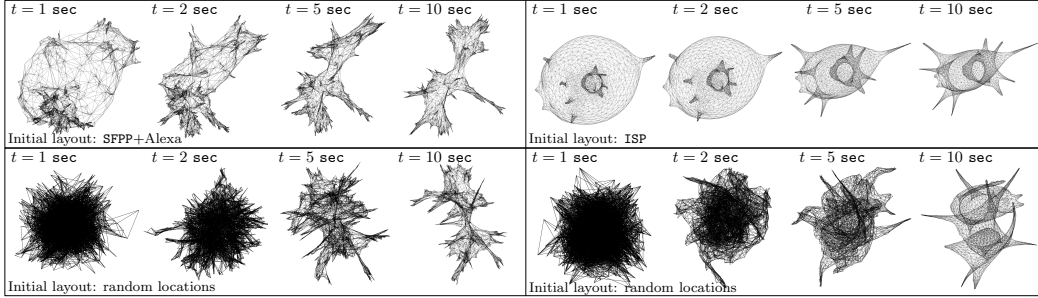 t = 1 sec t = 2 sec t = 5 sec t = 10 sec
Initial layout: SFPP+Alexa
t = 1 sec t = 2 sec t = 5 sec t = 10 sec
Initial layout: ISP
t = 1 sec t = 2 sec t = 5 sec t = 10 sec
Initial layout: random locations
t = 1 sec t = 2 sec t = 5 sec t = 10 sec
Initial layout: random locations